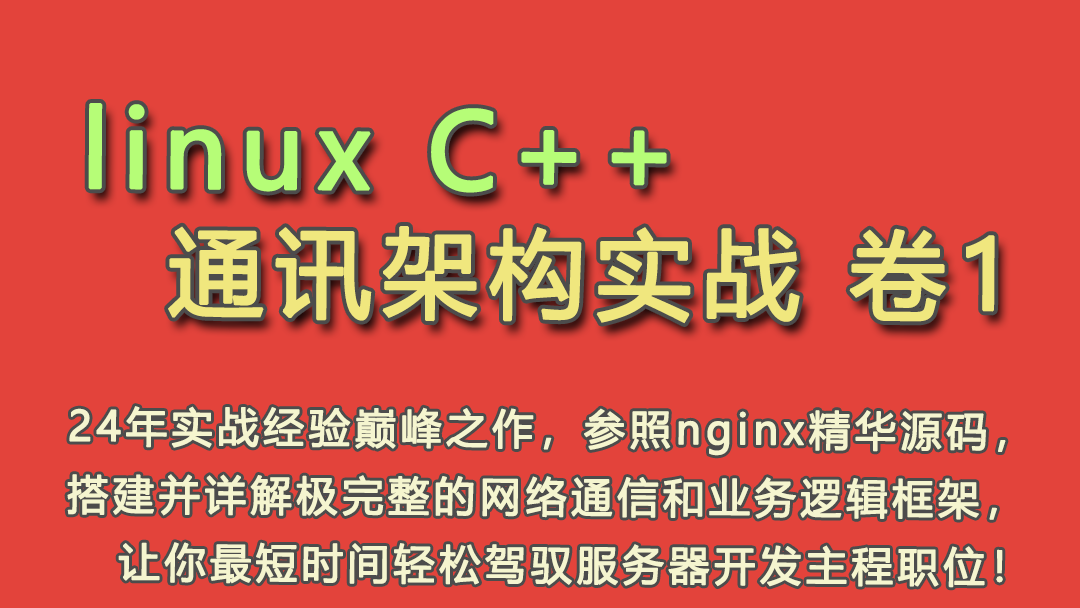 linux C++
通讯架构实战 卷1
24年实战经验巅峰之作，参照nginx精华源码，
搭建并详解极完整的网络通信和业务逻辑框架，
让你最短时间轻松驾驭服务器开发主程职位！